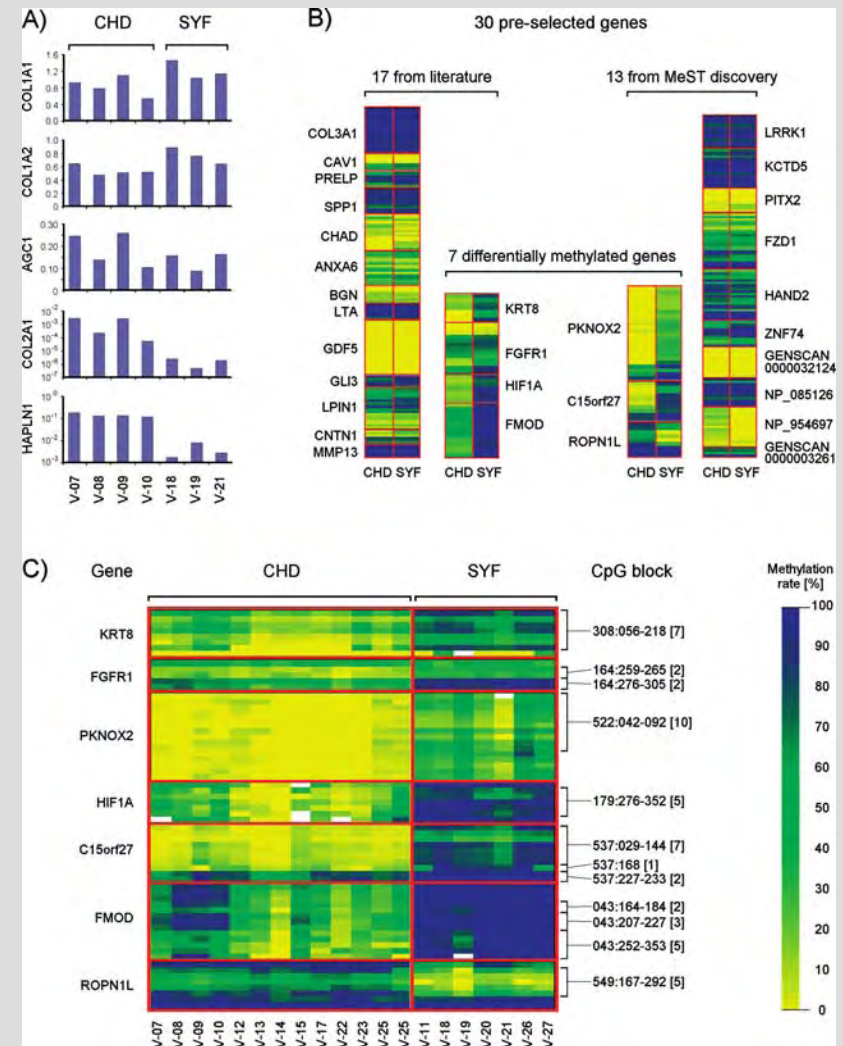 A)
CHD SYF
COL1A1
1.6
1.2
0.8
0.4
0.0
COL1A2
1.0
0.8
0.6
0.4
0.2
0
AGC1
0.30
0.20
0.10
0
COL2A1
10-2
10-3
10-4
10-5
10-6
10-7
HAPLN1
10-0
10-1
10-2
10-3
V-07 V-08 V-09 V-10 V-18 V-19 V-21
B)
30 pre-selected genes
17 from literature
13 from MeST discovery
COL3A1
CAV1
PRELP
SPP1
CHAD
ANXA6
BGN
LTA
GDF5
GLI3
LPIN1
CNTN1
MMP13
CHD SYF
7 differentially methylated genes
KRT8
FGFR1
HIF1A
FMOD
CHD SYF
PKNOX2
C15orf27
ROPN1L
CHD SYF
LRRK1
KCTD5
PITX2
FZD1
HAND2
ZNF74
GENSCAN
0000032124
NP_085126
NP_954697
GENSCAN
0000003261
CHD SYF
C)
Gene CHD SYF CpG block
KRT8
FGFR1
PKNOX2
HIF1A
C15orf27
FMOD
ROPN1L
308:056-218 [7]
164:259-265 [2]
164:276-305 [2]
522:042-092 [10]
179:276-352 [5]
537:029-144 [7]
537:168 [1]
537:227-233 [2]
043:164-184 [2]
043:207-227 [3]
043:252-353 [5]
549:167-292 [5]
V-07 V-08 V-09 V-10 V-12 V-13 V-14 V-15 V-17 V-22 V-23 V-25 V-25 V-11 V-18 V-19 V-20 V-21 V-26 V-27
Methylation
rate [%]
100
90
80
70
60
50
40
30
20
10
0